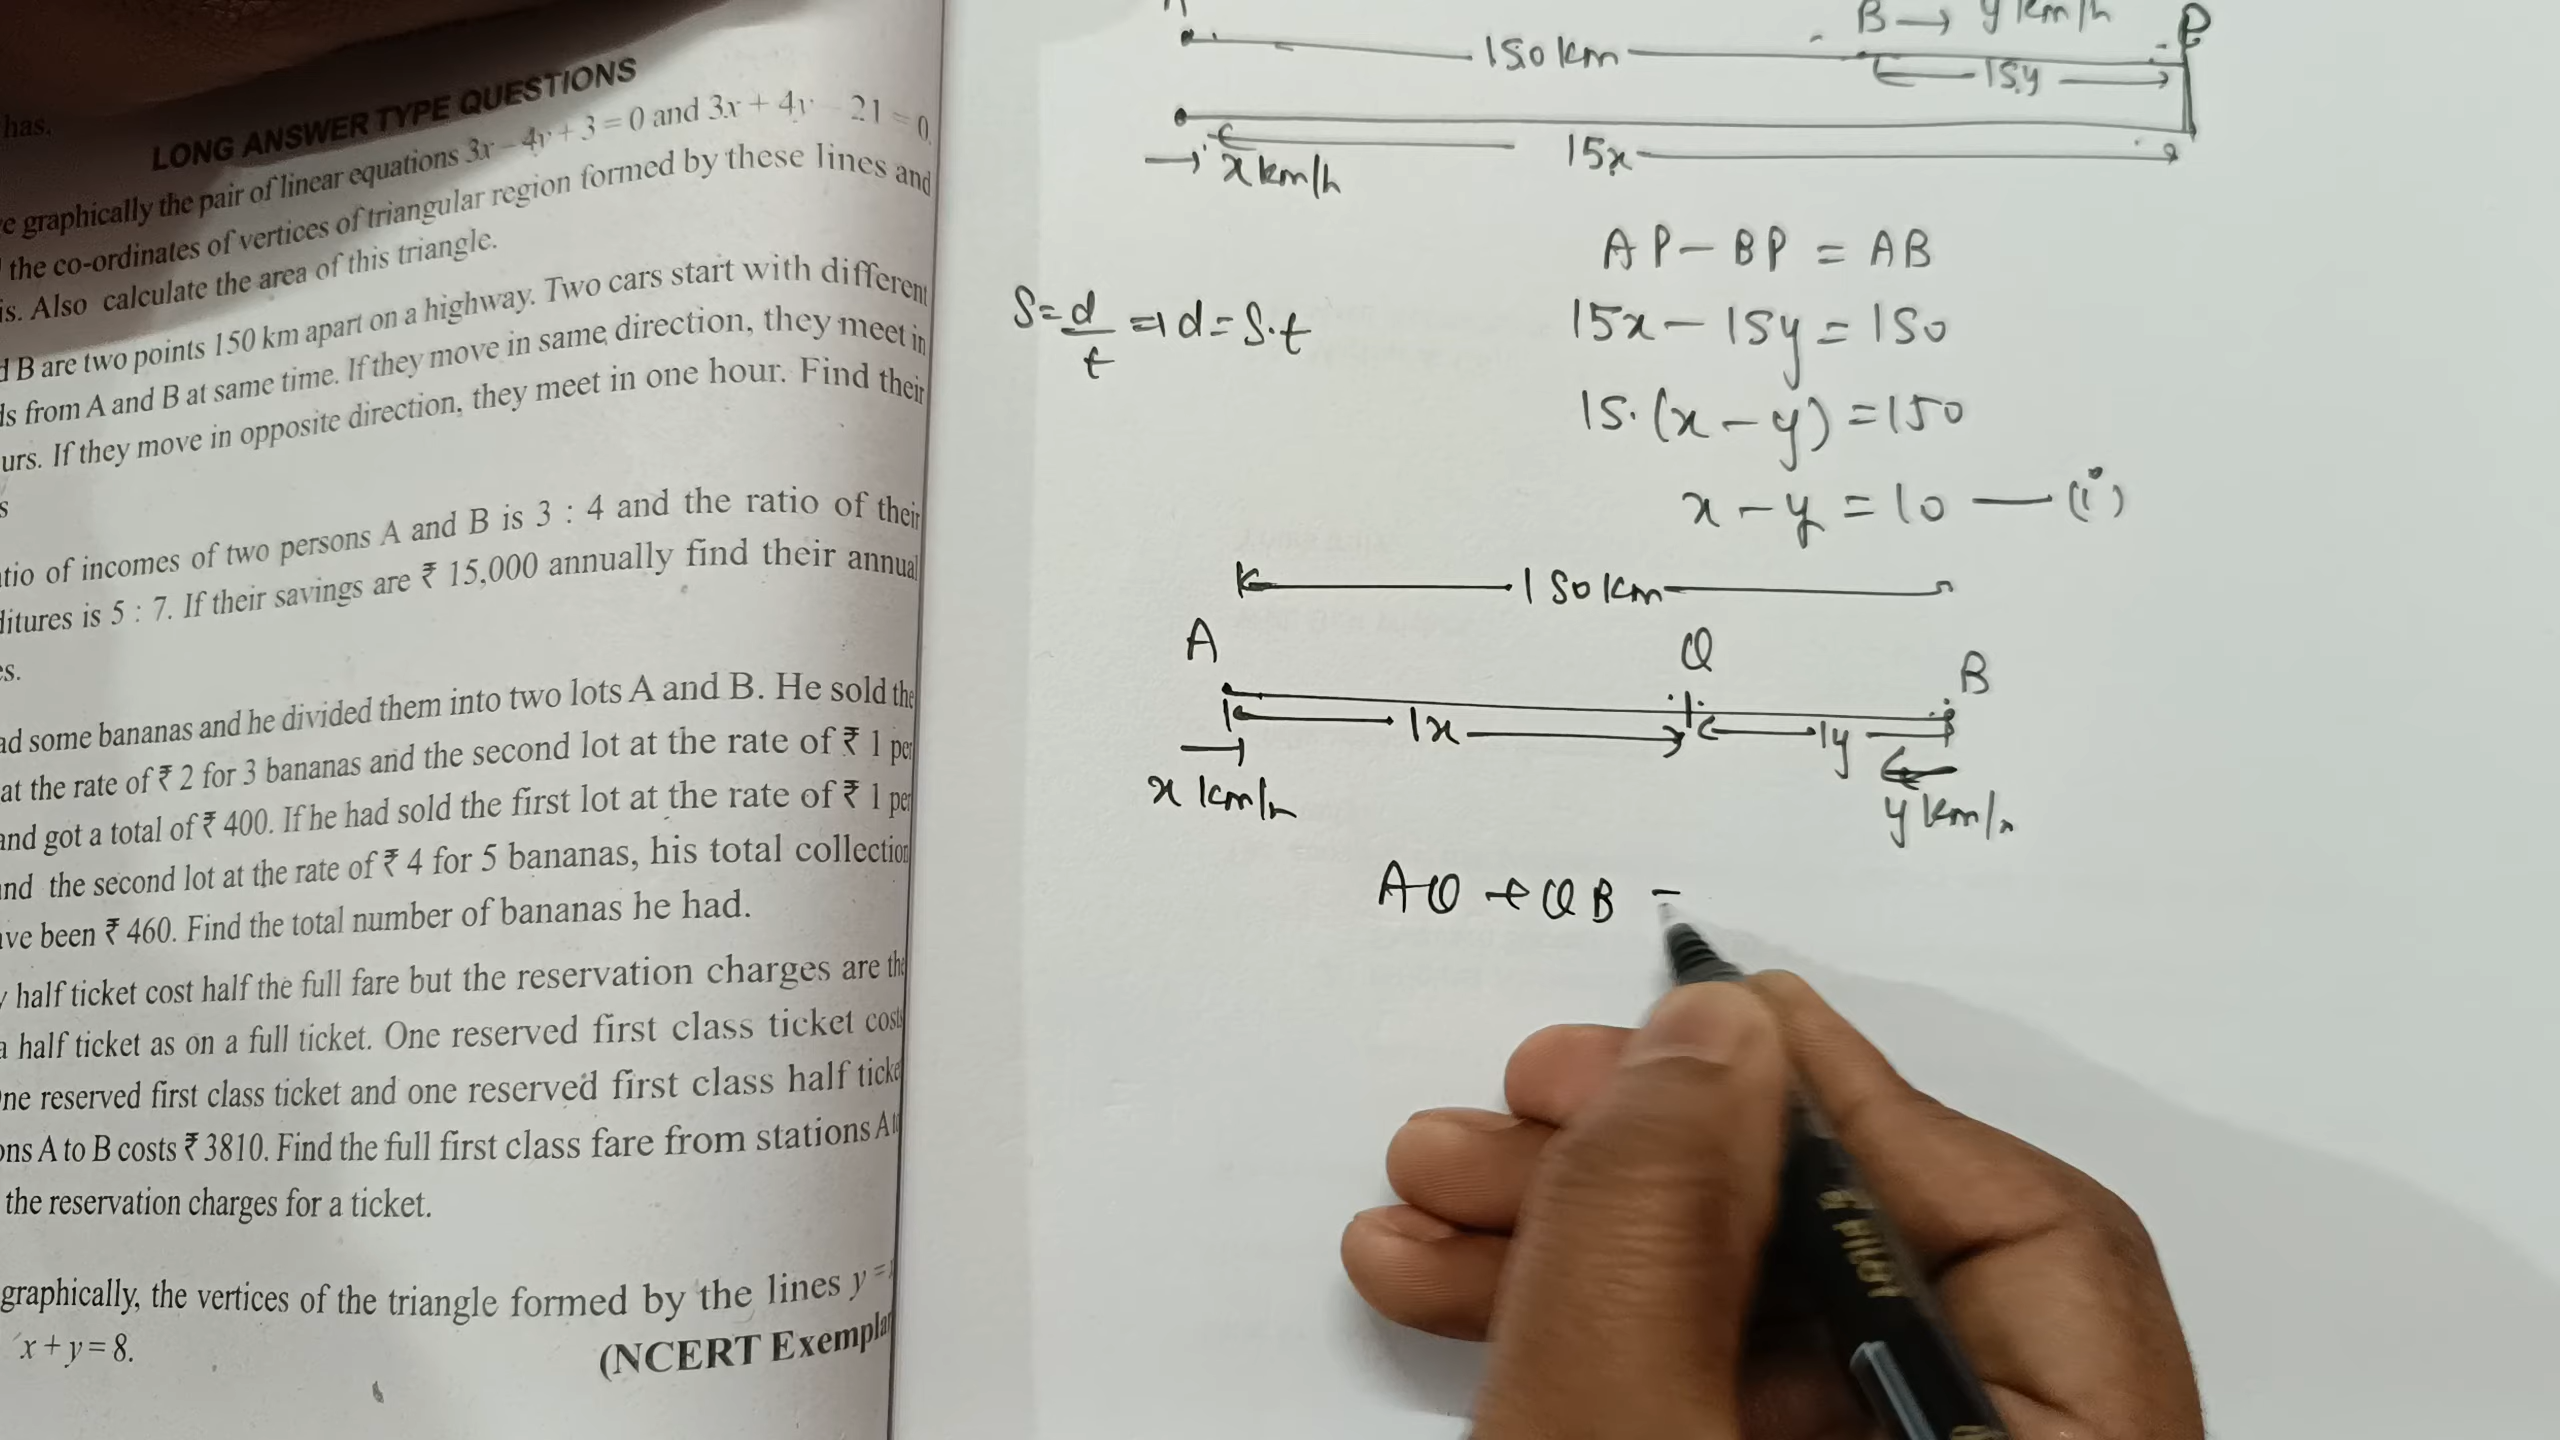 LONG ANSWER TYPE QUESTIONS
has.
e graphically the pair of linear equations 3x – 4y + 3 = 0 and 3x + 4y – 21 = 0.
the co-ordinates of vertices of triangular region formed by these lines and
is. Also calculate the area of this triangle.
d B are two points 150 km apart on a highway. Two cars start with different
ds from A and B at same time. If they move in same direction, they meet in
urs. If they move in opposite direction, they meet in one hour. Find their
s
atio of incomes of two persons A and B is 3 : 4 and the ratio of their
ditures is 5 : 7. If their savings are ₹ 15,000 annually find their annual
es.
ad some bananas and he divided them into two lots A and B. He sold the
at the rate of ₹ 2 for 3 bananas and the second lot at the rate of ₹ 1 per
and got a total of ₹ 400. If he had sold the first lot at the rate of ₹ 1 per
and the second lot at the rate of ₹ 4 for 5 bananas, his total collection
ave been ₹ 460. Find the total number of bananas he had.
y half ticket cost half the full fare but the reservation charges are the
a half ticket as on a full ticket. One reserved first class ticket costs
One reserved first class ticket and one reserved first class half ticket
ons A to B costs ₹ 3810. Find the full first class fare from stations A to
the reservation charges for a ticket.
graphically, the vertices of the triangle formed by the lines y =
x + y = 8.
(NCERT Exemplar
B → y km/h P
150 km
15y
x km/h 15x
AP – BP = AB
S = d/t ⇒ d = S·t
15x – 15y = 150
15·(x – y) = 150
x – y = 10 — (i)
150 km
A Q B
1x 1y
x km/h y km/h
AQ + QB =
PILOT